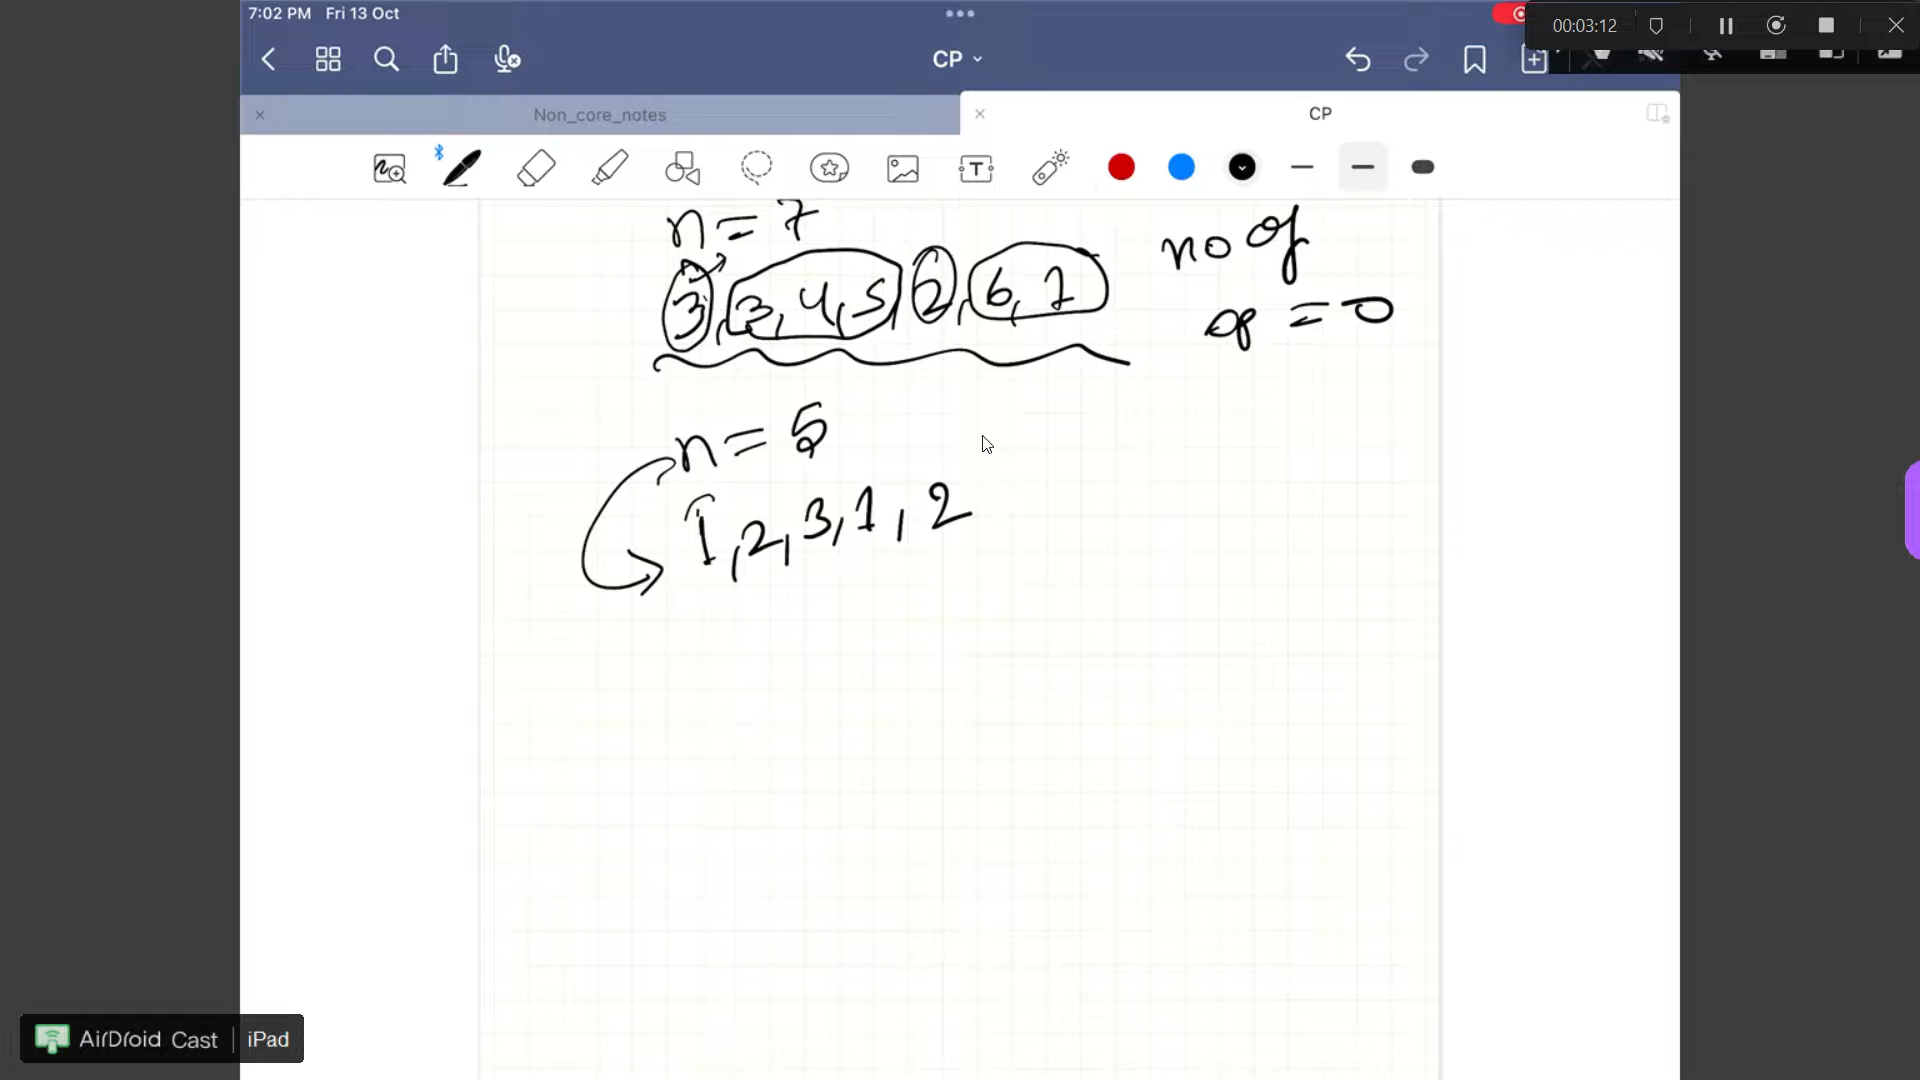 7:02 PM Fri 13 Oct
00:03:12
CP
Non_core_notes
CP
T
n = 7
no of
3, 3, 4, 5, 2, 6, 7
op = 0
n = 5
1, 2, 3, 1, 2
AirDroid Cast | iPad